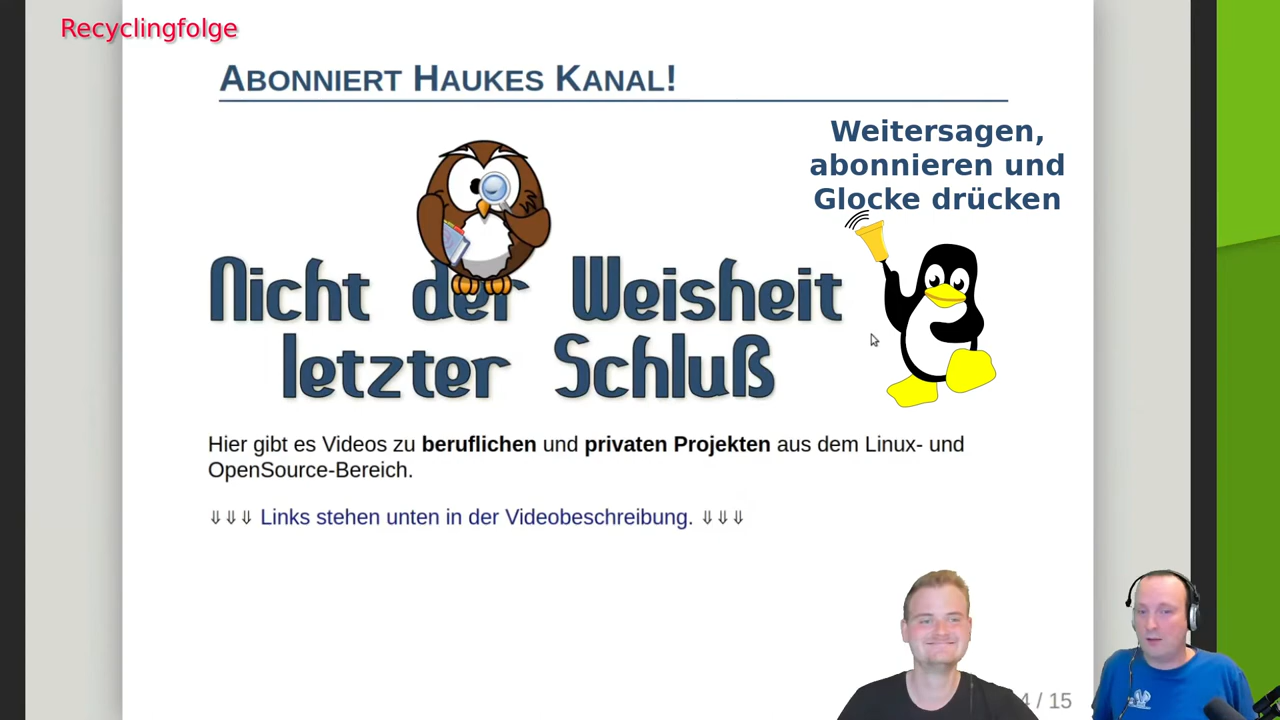 Recyclingfolge
Abonniert Haukes Kanal!
Weitersagen,
abonnieren und
Glocke drücken
Nicht der Weisheit
letzter Schluß
Hier gibt es Videos zu beruflichen und privaten Projekten aus dem Linux- und
OpenSource-Bereich.
⇓⇓⇓ Links stehen unten in der Videobeschreibung. ⇓⇓⇓
4 / 15